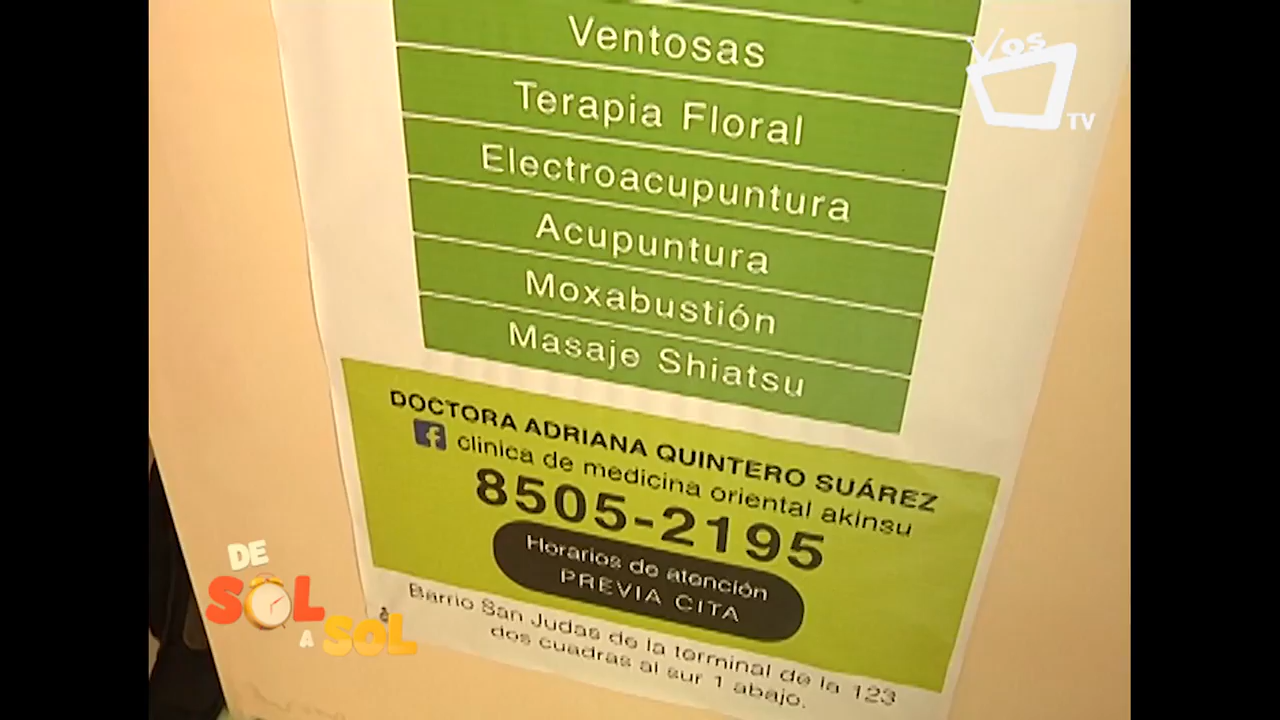 Ventosas
Terapia Floral
Electroacupuntura
Acupuntura
Moxabustión
Masaje Shiatsu
DOCTORA ADRIANA QUINTERO SUÁREZ
clinica de medicina oriental akinsu
8505-2195
Horarios de atención
PREVIA CITA
Barrio San Judas de la terminal de la 123
dos cuadras al sur 1 abajo.
Vos TV
DE
SOL
A SOL